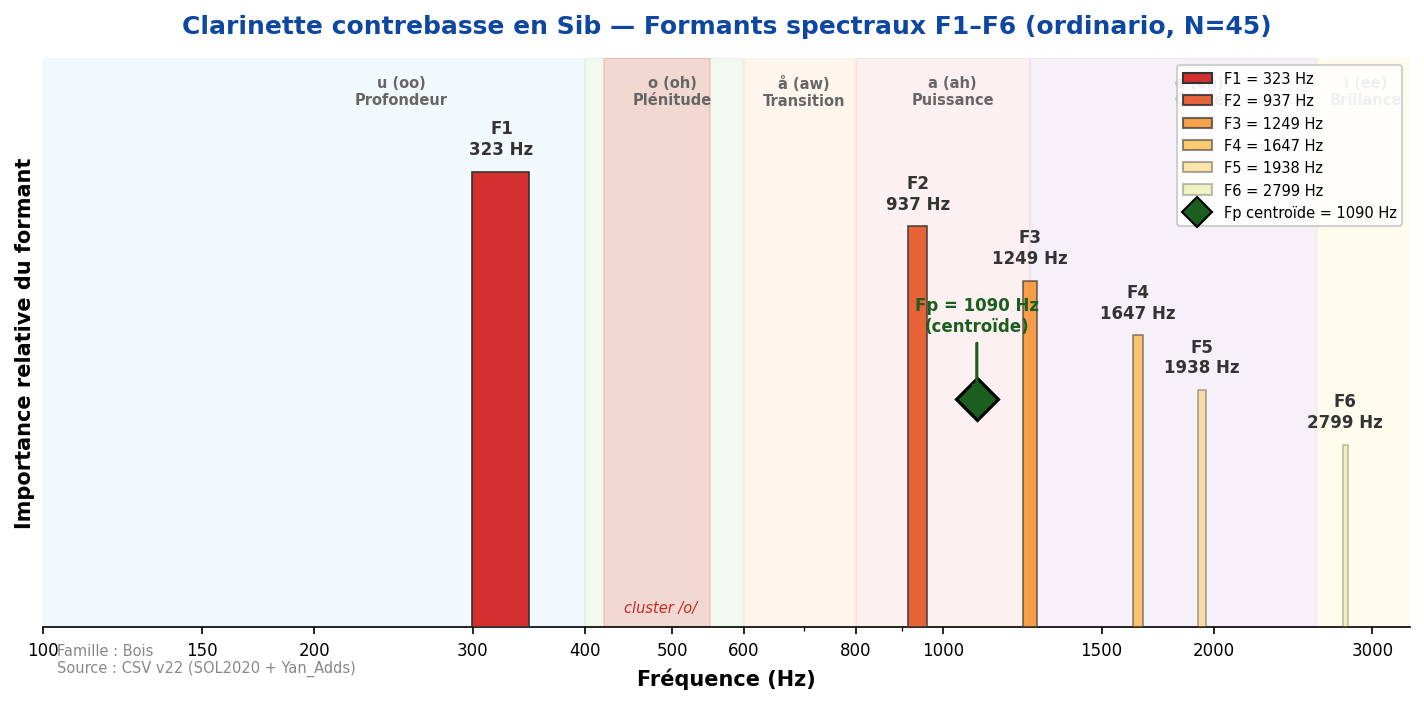 Clarinette contrebasse en Sib — Formants spectraux F1–F6 (ordinario, N=45)
u (oo)
Profondeur
o (oh)
Plénitude
å (aw)
Transition
a (ah)
Puissance
i (ee)
Brillance
F1 = 323 Hz
F2 = 937 Hz
F3 = 1249 Hz
F4 = 1647 Hz
F5 = 1938 Hz
F6 = 2799 Hz
Fp centroïde = 1090 Hz
F1
323 Hz
F2
937 Hz
F3
1249 Hz
Fp = 1090 Hz
(centroïde)
F4
1647 Hz
F5
1938 Hz
F6
2799 Hz
cluster /o/
Importance relative du formant
100 150 200 300 400 500 600 800 1000 1500 2000 3000
Famille : Bois
Source : CSV v22 (SOL2020 + Yan_Adds)
Fréquence (Hz)